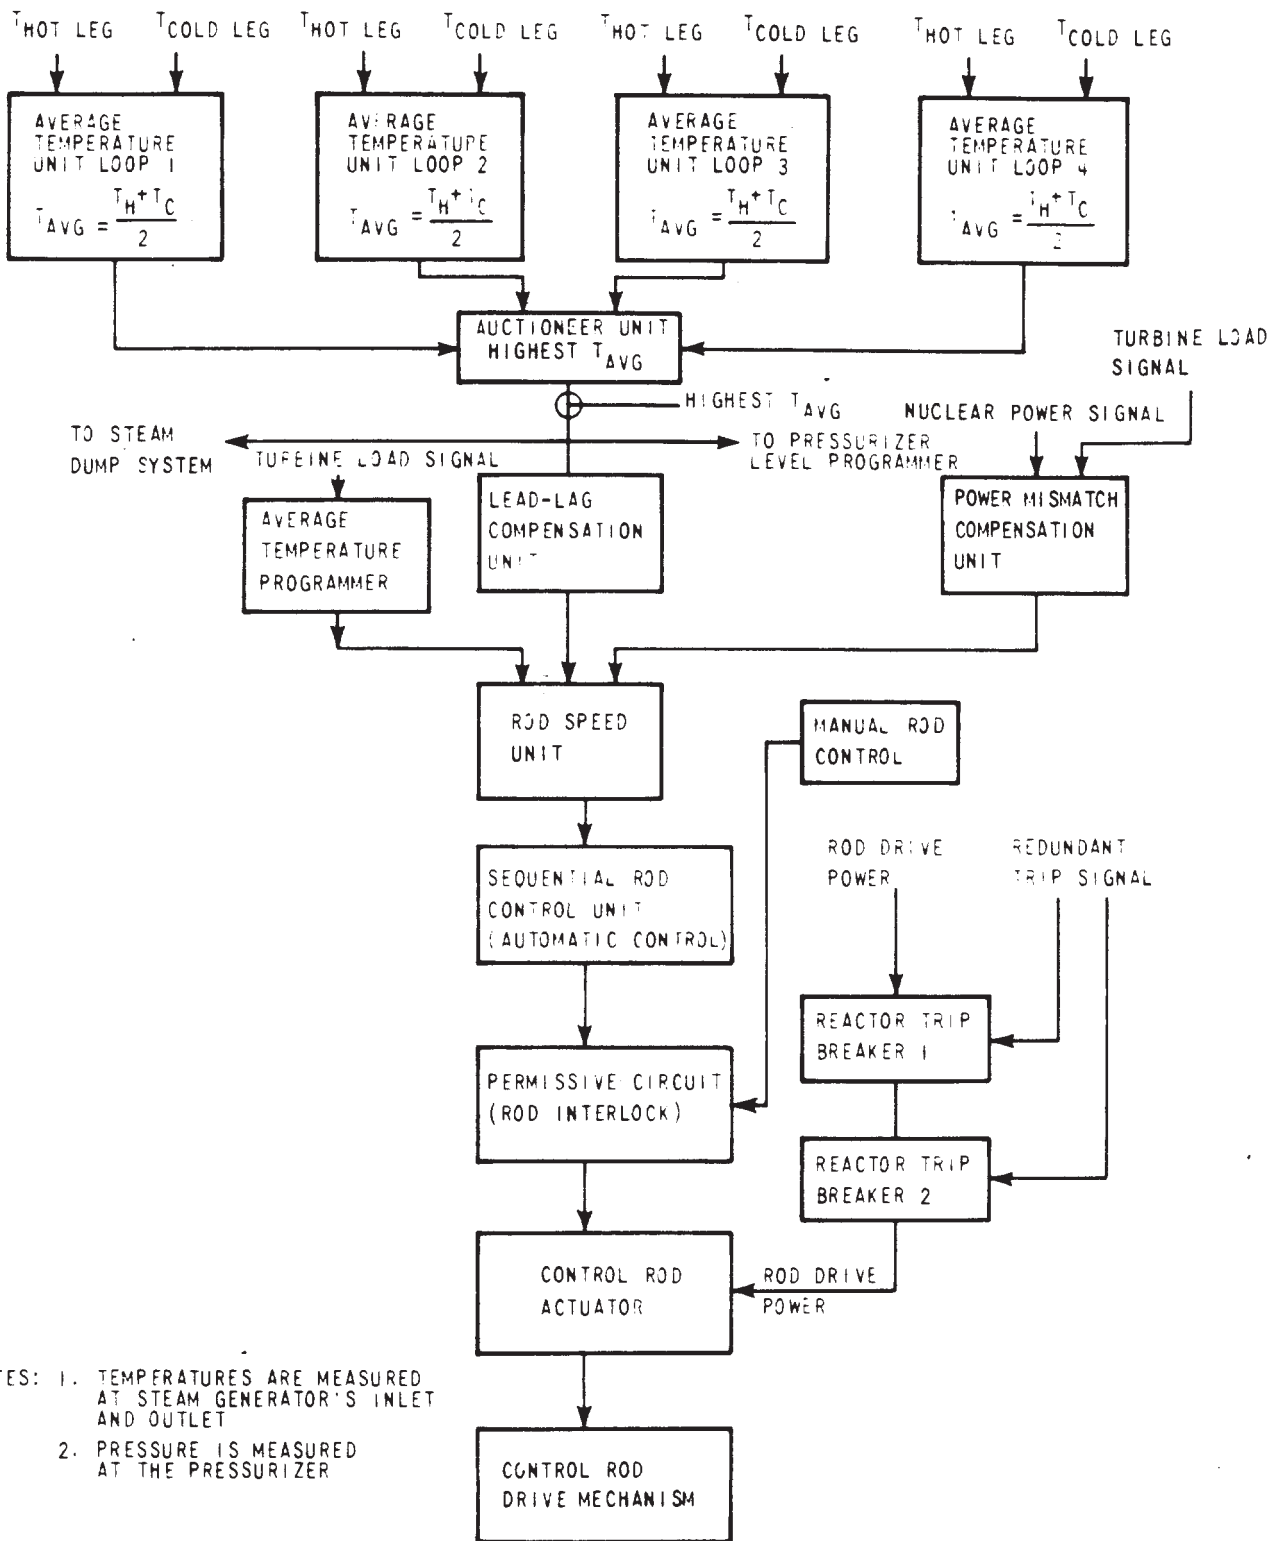 THOT LEG TCOLD LEG THOT LEG TCOLD LEG THOT LEG TCOLD LEG THOT LEG TCOLD LEG
AVERAGE
TEMPERATURE
UNIT LOOP 1
TAVG = TH+TC
2
AVERAGE
TEMPERATURE
UNIT LOOP 2
TAVG = TH+TC
2
AVERAGE
TEMPERATURE
UNIT LOOP 3
TAVG = TH+TC
2
AVERAGE
TEMPERATURE
UNIT LOOP 4
TAVG = TH+TC
2
AUCTIONEER UNIT
HIGHEST TAVG
TURBINE LOAD
SIGNAL
HIGHEST TAVG
NUCLEAR POWER SIGNAL
TO STEAM
DUMP SYSTEM
TO PRESSURIZER
LEVEL PROGRAMMER
TURBINE LOAD SIGNAL
AVERAGE
TEMPERATURE
PROGRAMMER
LEAD-LAG
COMPENSATION
UNIT
POWER MISMATCH
COMPENSATION
UNIT
ROD SPEED
UNIT
MANUAL ROD
CONTROL
SEQUENTIAL ROD
CONTROL UNIT
(AUTOMATIC CONTROL)
ROD DRIVE
POWER
REDUNDANT
TRIP SIGNAL
REACTOR TRIP
BREAKER 1
PERMISSIVE CIRCUIT
(ROD INTERLOCK)
REACTOR TRIP
BREAKER 2
CONTROL ROD
ACTUATOR
ROD DRIVE
POWER
TES: 1. TEMPERATURES ARE MEASURED
AT STEAM GENERATOR'S INLET
AND OUTLET
2. PRESSURE IS MEASURED
AT THE PRESSURIZER
CONTROL ROD
DRIVE MECHANISM